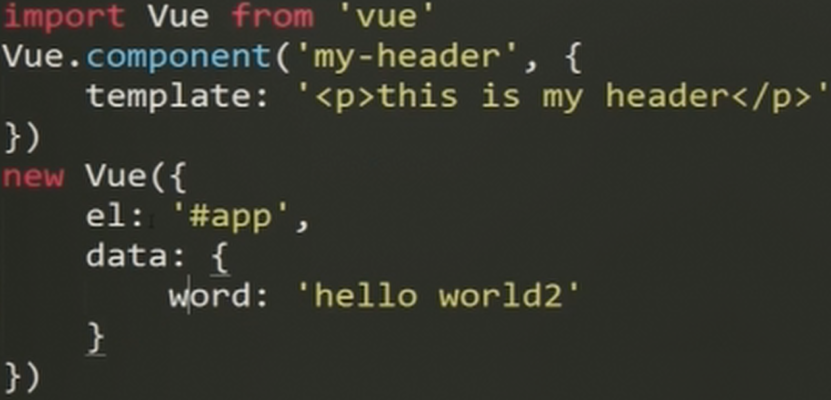 import Vue from 'vue'
Vue.component('my-header', {
    template: '<p>this is my header</p>'
})
new Vue({
    el: '#app',
    data: {
        word: 'hello world2'
    }
})